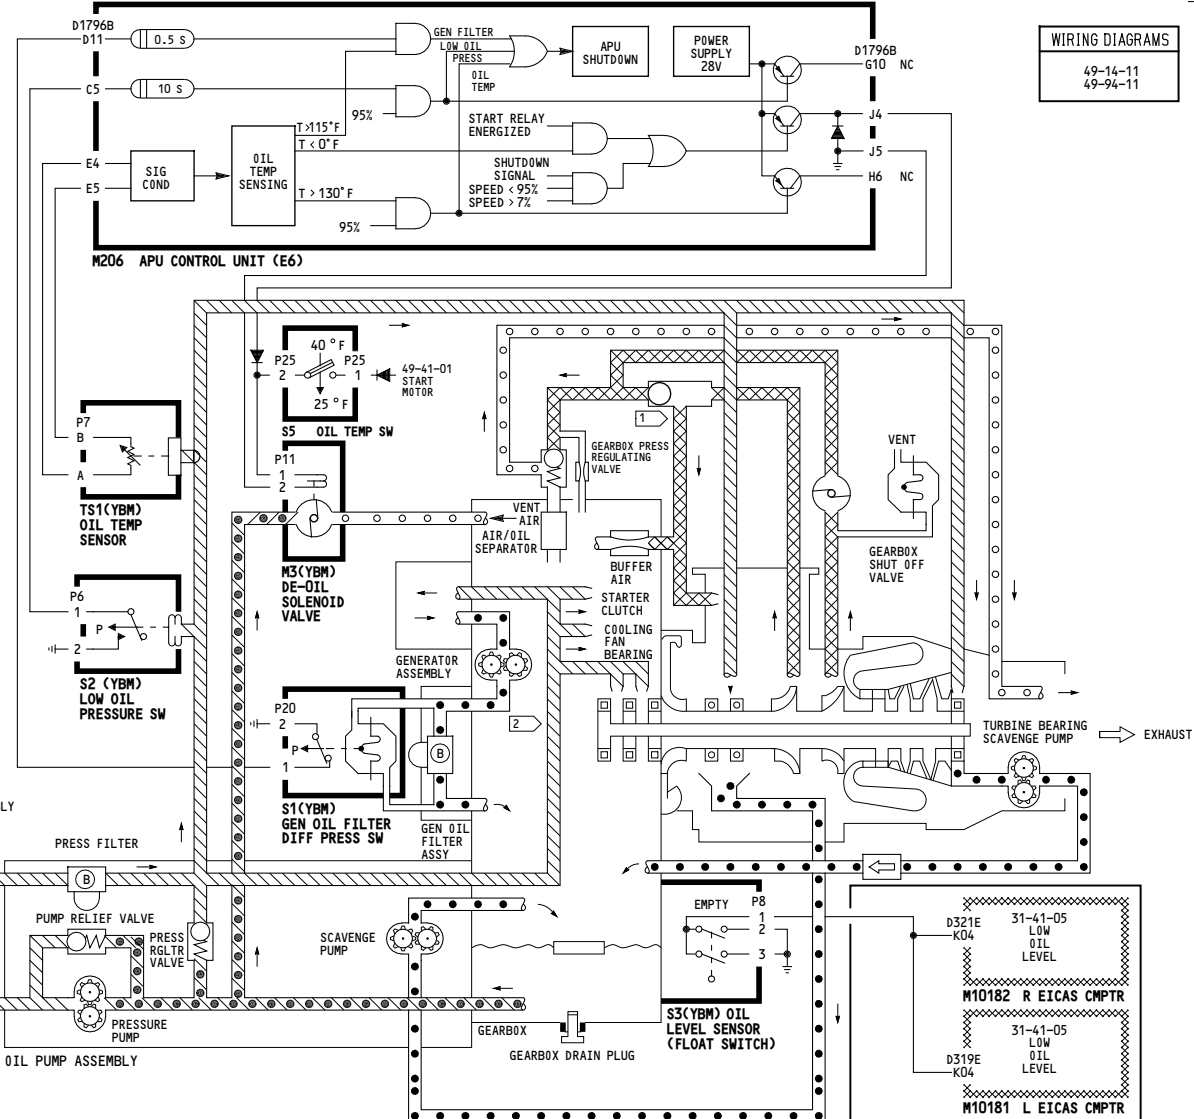 D1796B
D11
0.5 S
GEN FILTER
LOW OIL
PRESS
OIL
TEMP
APU
SHUTDOWN
POWER
SUPPLY
28V
D1796B
G10 NC
WIRING DIAGRAMS
49-14-11
49-94-11
C5
10 S
95%
T>115°F
T<0°F
START RELAY
ENERGIZED
J4
J5
E4
E5
SIG
COND
OIL
TEMP
SENSING
SHUTDOWN
SIGNAL
SPEED <95%
SPEED >7%
H6 NC
T >130°F
95%
M206 APU CONTROL UNIT (E6)
40 °F
P25
2
P25
1
25 °F
49-41-01
START
MOTOR
S5 OIL TEMP SW
P7
B
A
TS1(YBM)
OIL TEMP
SENSOR
P11
1
2
M3(YBM)
DE-OIL
SOLENOID
VALVE
1
GEARBOX PRESS
REGULATING
VALVE
VENT
VENT
AIR
AIR/OIL
SEPARATOR
BUFFER
AIR
GEARBOX
SHUT OFF
VALVE
P6
1
P
2
S2 (YBM)
LOW OIL
PRESSURE SW
STARTER
CLUTCH
COOLING
FAN
BEARING
GENERATOR
ASSEMBLY
P20
2
P
1
S1(YBM)
GEN OIL FILTER
DIFF PRESS SW
B
2
GEN OIL
FILTER
ASSY
TURBINE BEARING
SCAVENGE PUMP
EXHAUST
LY
PRESS FILTER
B
PUMP RELIEF VALVE
PRESS
RGLTR
VALVE
SCAVENGE
PUMP
PRESSURE
PUMP
OIL PUMP ASSEMBLY
GEARBOX
GEARBOX DRAIN PLUG
EMPTY
P8
1
2
3
S3(YBM) OIL
LEVEL SENSOR
(FLOAT SWITCH)
D321E
K04
31-41-05
LOW
OIL
LEVEL
M10182 R EICAS CMPTR
D319E
K04
31-41-05
LOW
OIL
LEVEL
M10181 L EICAS CMPTR